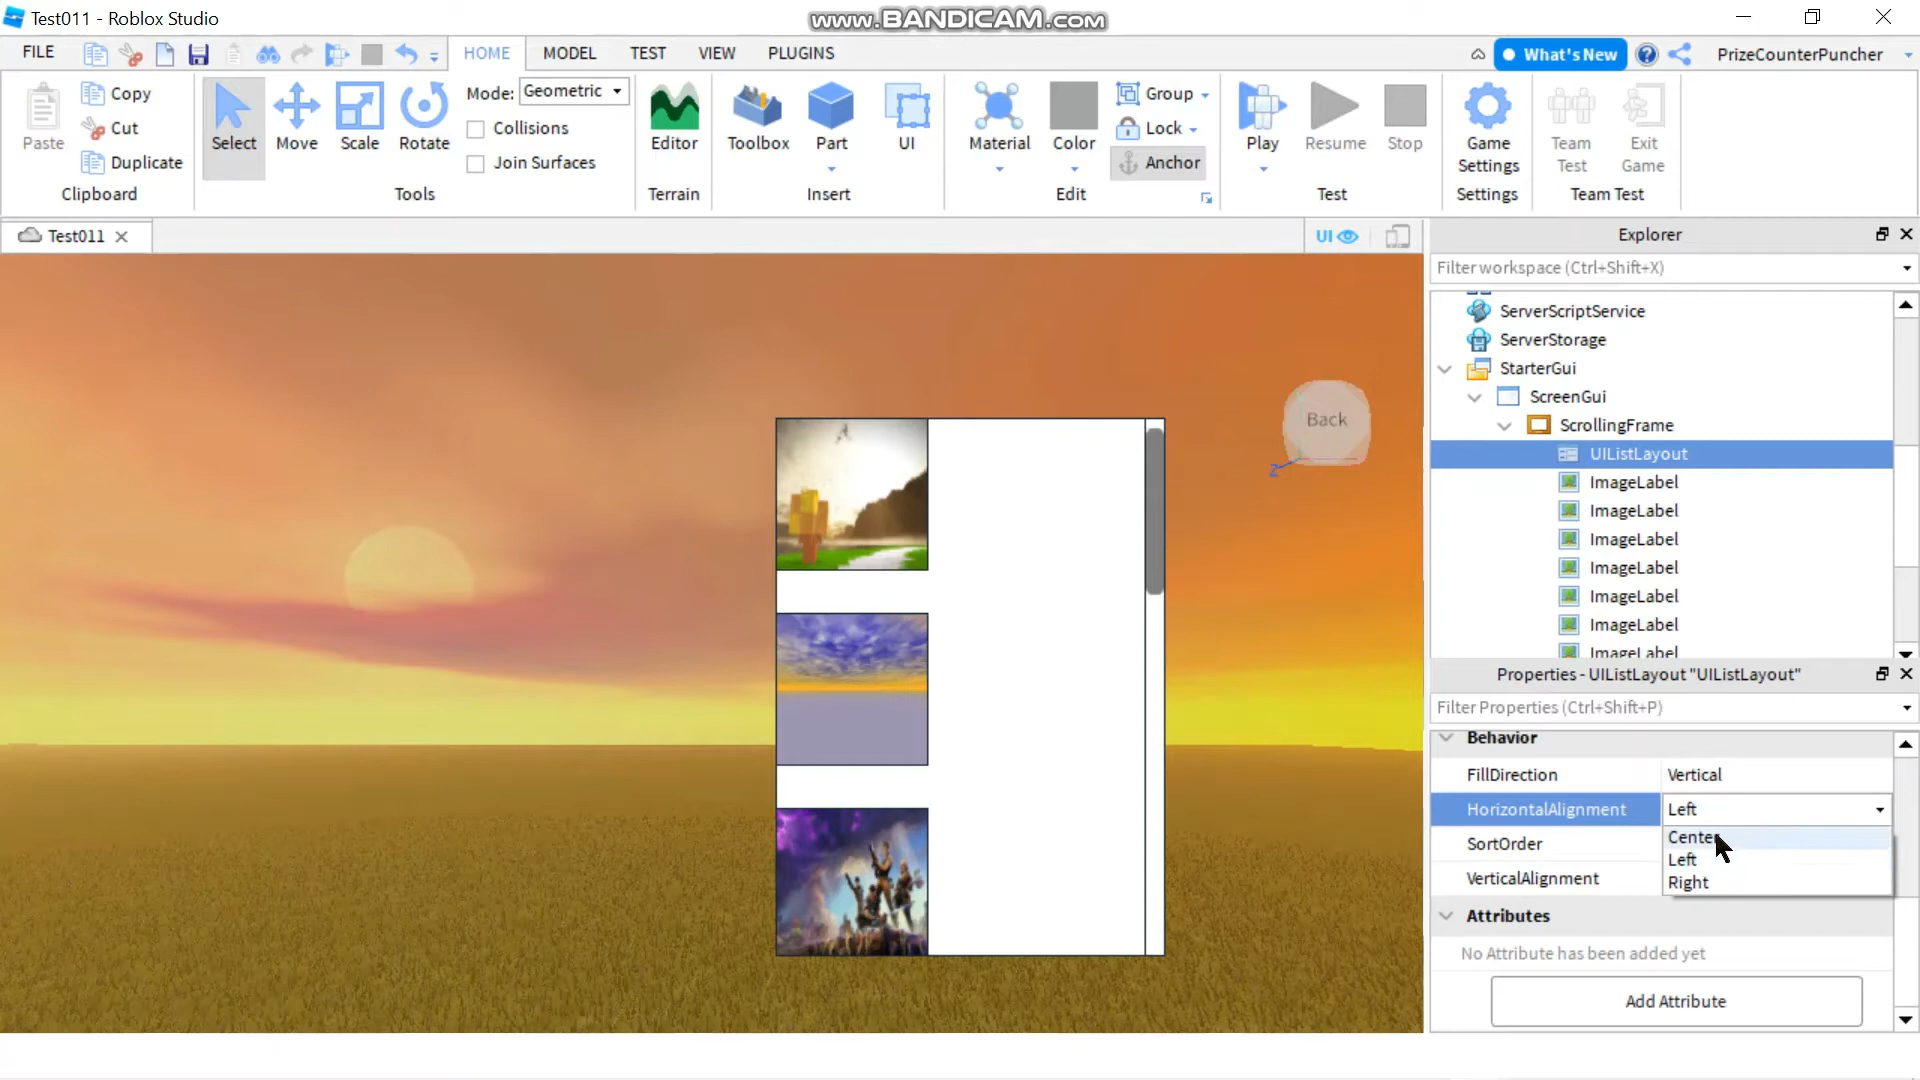 Test011 - Roblox Studio
www.BANDICAM.com
FILE
HOME
MODEL
TEST
VIEW
PLUGINS
What's New
PrizeCounterPuncher
Paste
Copy
Cut
Duplicate
Clipboard
Select
Move
Scale
Rotate
Mode: Geometric
Collisions
Join Surfaces
Tools
Editor
Terrain
Toolbox
Part
UI
Insert
Material
Color
Group
Lock
Anchor
Edit
Play
Resume
Stop
Test
Game
Settings
Settings
Team
Test
Exit
Game
Team Test
Test011
UI
Back
Z
Explorer
Filter workspace (Ctrl+Shift+X)
ServerScriptService
ServerStorage
StarterGui
ScreenGui
ScrollingFrame
UIListLayout
ImageLabel
ImageLabel
ImageLabel
ImageLabel
ImageLabel
ImageLabel
ImageLabel
Properties - UIListLayout "UIListLayout"
Filter Properties (Ctrl+Shift+P)
Behavior
FillDirection Vertical
HorizontalAlignment Left
Center
SortOrder
Left
VerticalAlignment
Right
Attributes
No Attribute has been added yet
Add Attribute